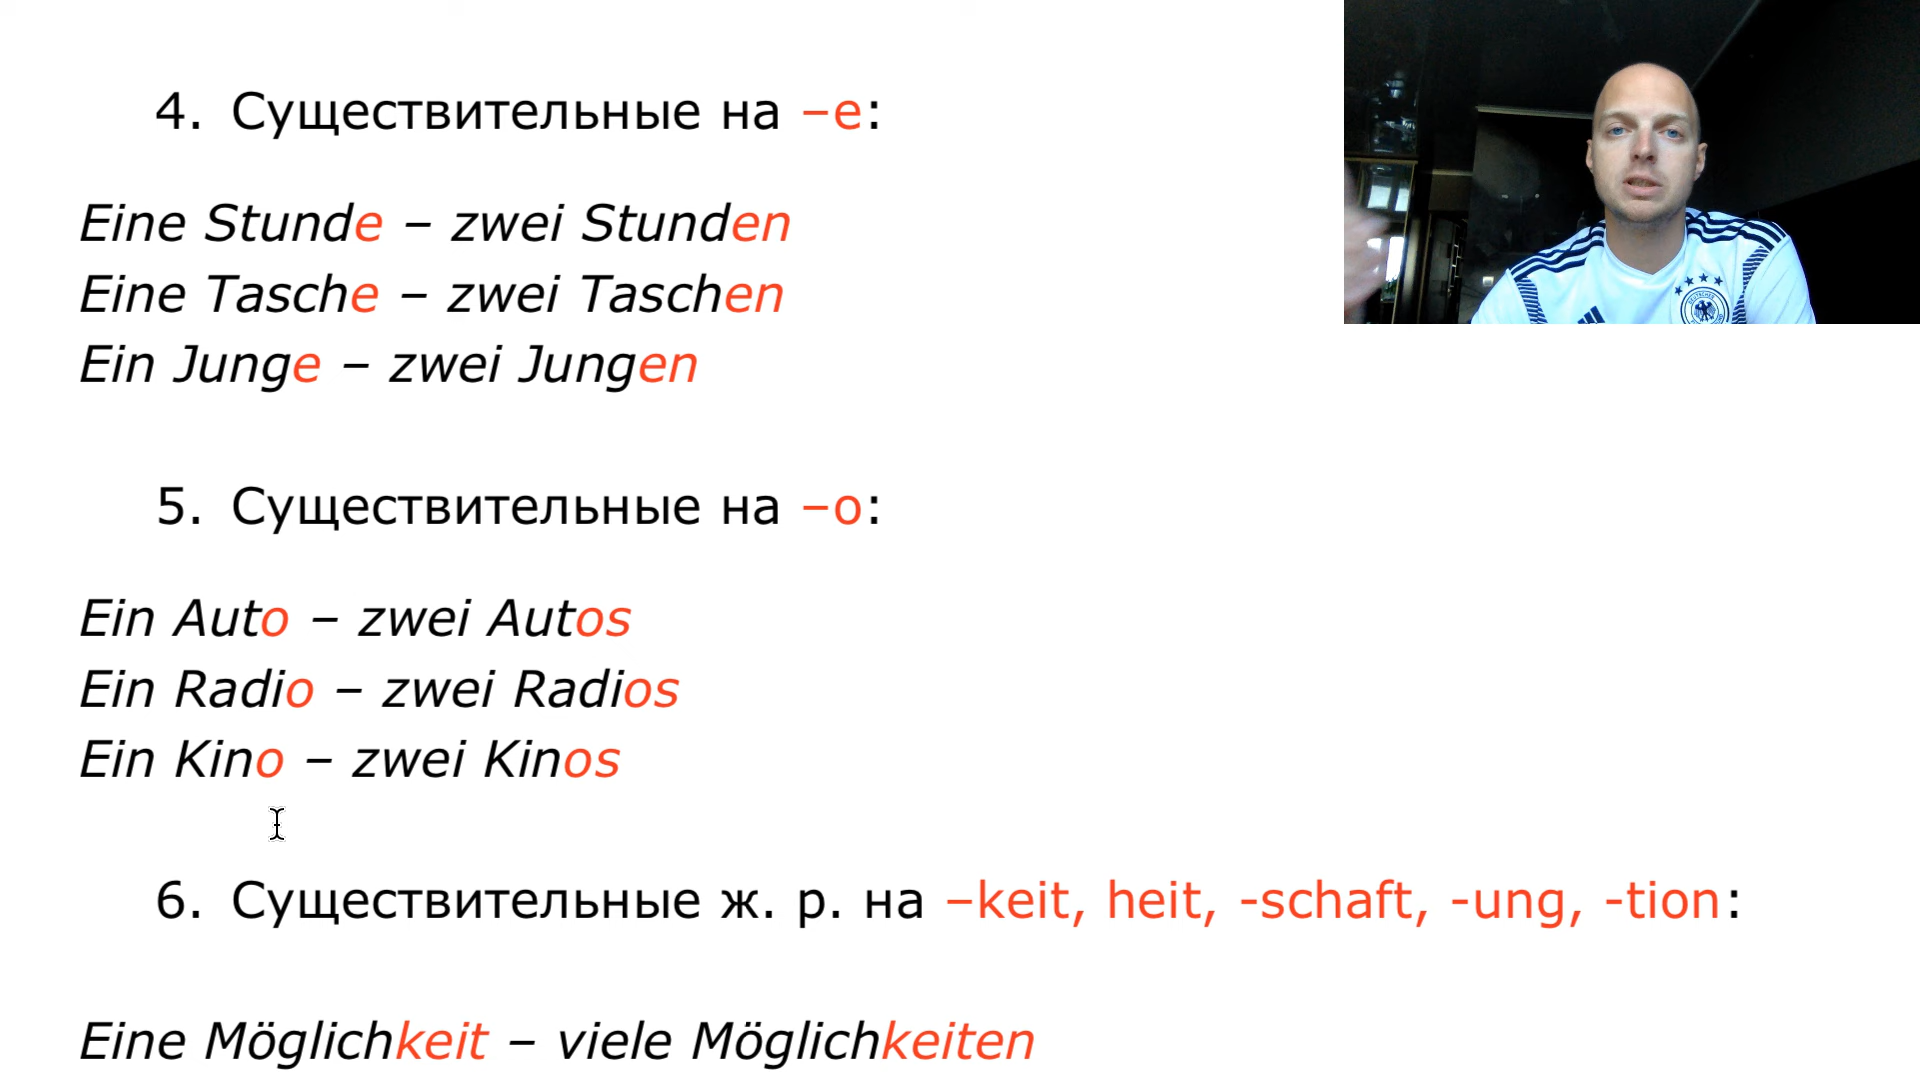 4. Существительные на –e:
Eine Stunde – zwei Stunden
Eine Tasche – zwei Taschen
Ein Junge – zwei Jungen
5. Существительные на –o:
Ein Auto – zwei Autos
Ein Radio – zwei Radios
Ein Kino – zwei Kinos
6. Существительные ж. р. на –keit, heit, -schaft, -ung, -tion:
Eine Möglichkeit – viele Möglichkeiten